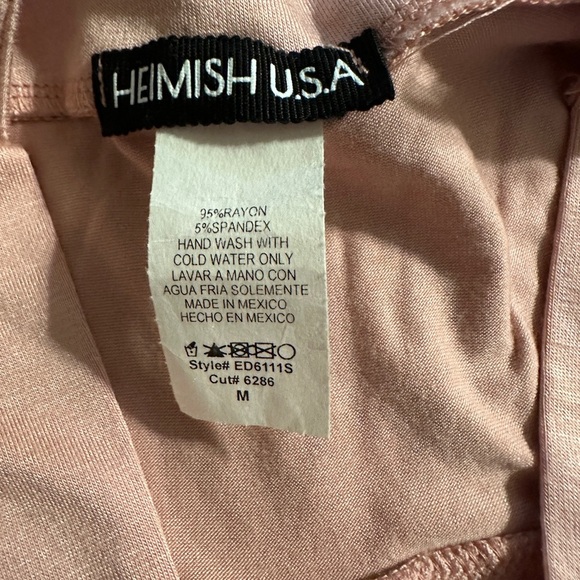 HEIMISH U.S.A
95%RAYON
5%SPANDEX
HAND WASH WITH
COLD WATER ONLY
LAVAR A MANO CON
AGUA FRIA SOLEMENTE
MADE IN MEXICO
HECHO EN MEXICO
Style# ED6111S
Cut# 6286
M